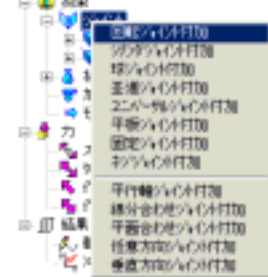 拘束
回転ジョイント付加
シリンダジョイント付加
球ジョイント付加
並進ジョイント付加
ユニバーサルジョイント付加
平板ジョイント付加
固定ジョイント付加
ネジジョイント付加
平行軸ジョイント付加
線分合わせジョイント付加
平面合わせジョイント付加
任意方向ジョイント付加
垂直方向ジョイント付加
力
結果